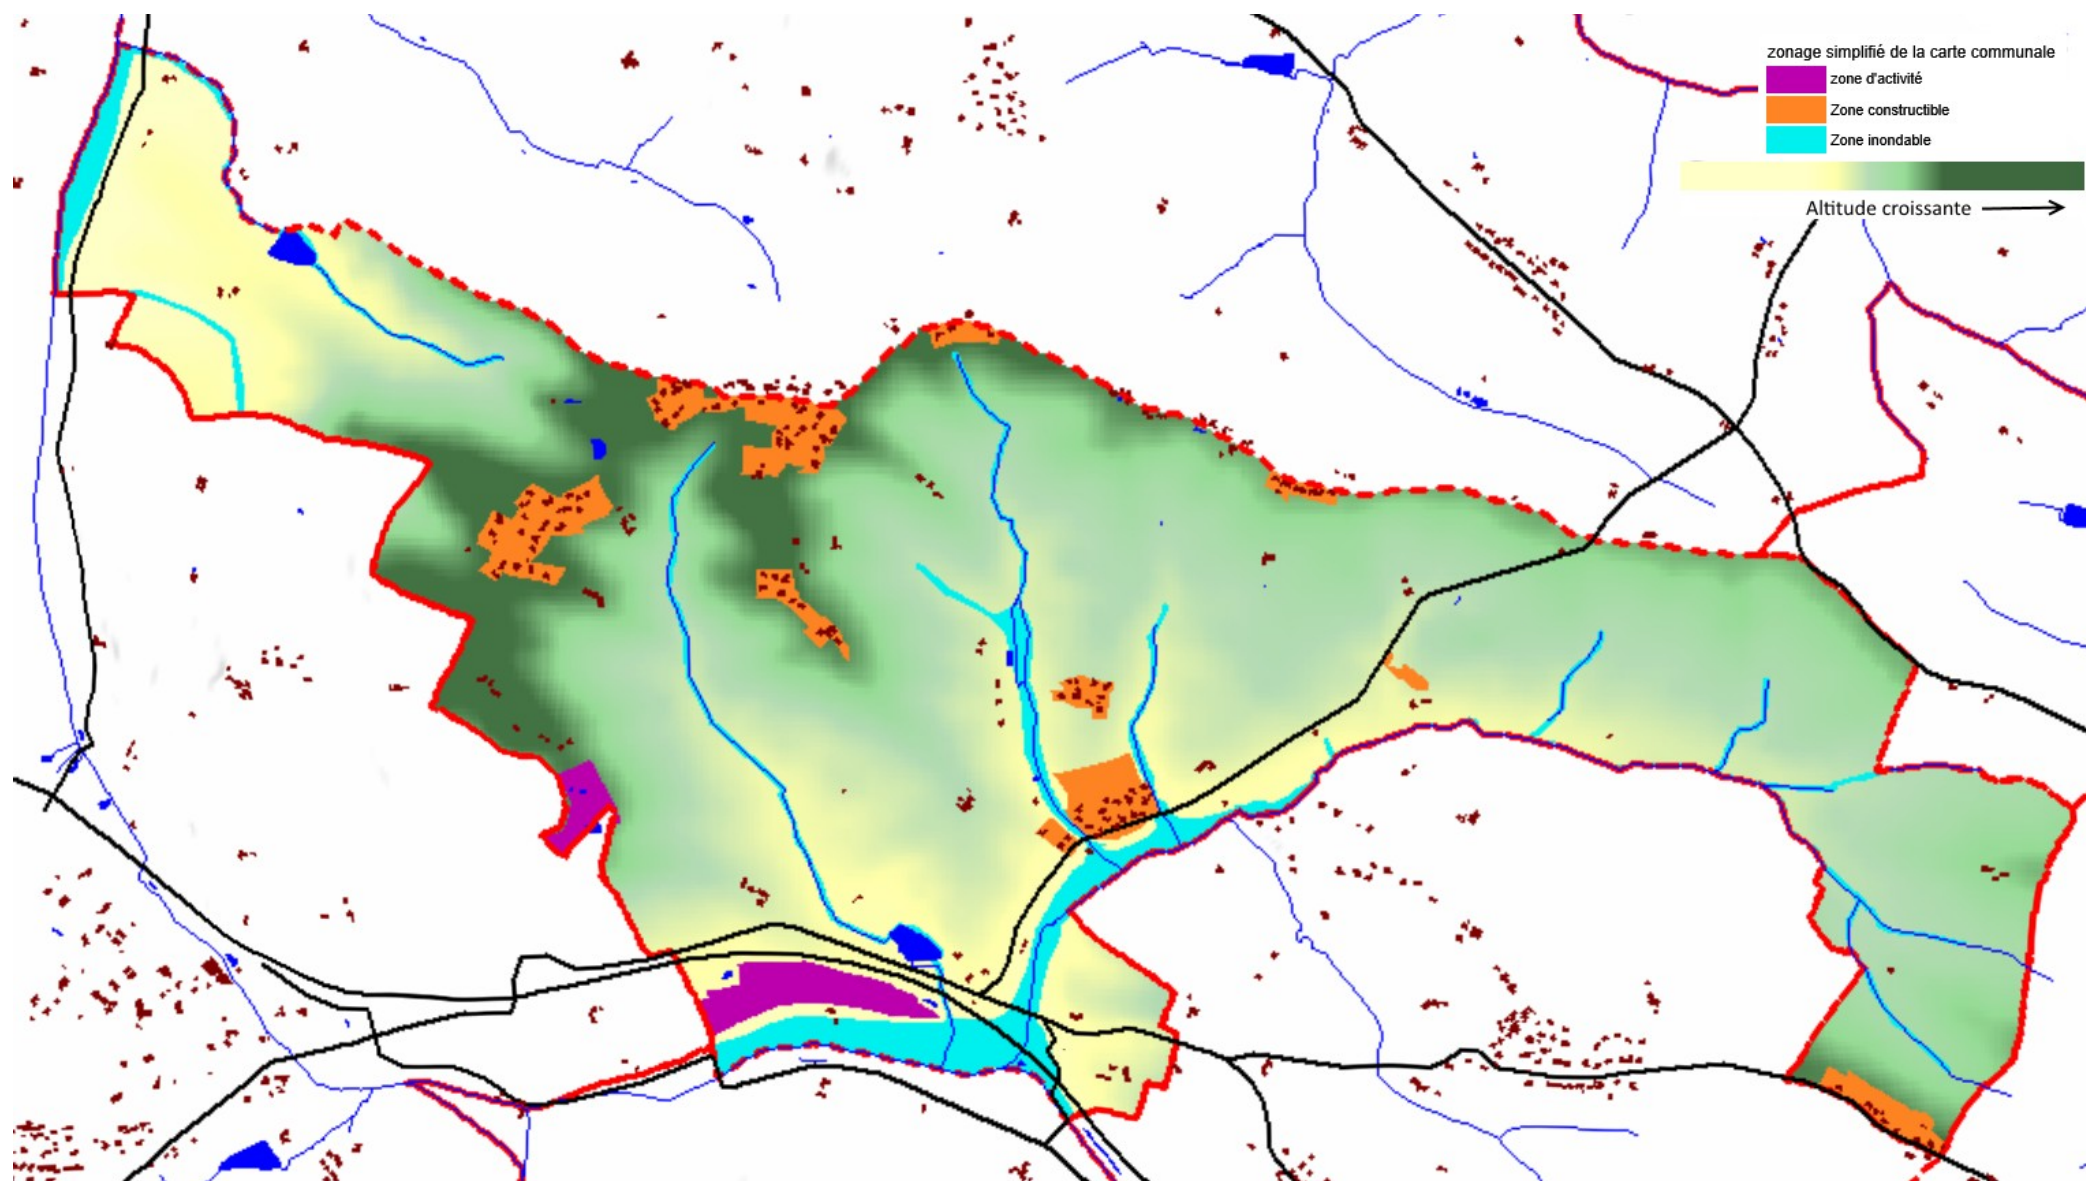 zonage simplifié de la carte communale
zone d'activité
Zone constructible
Zone inondable
Altitude croissante